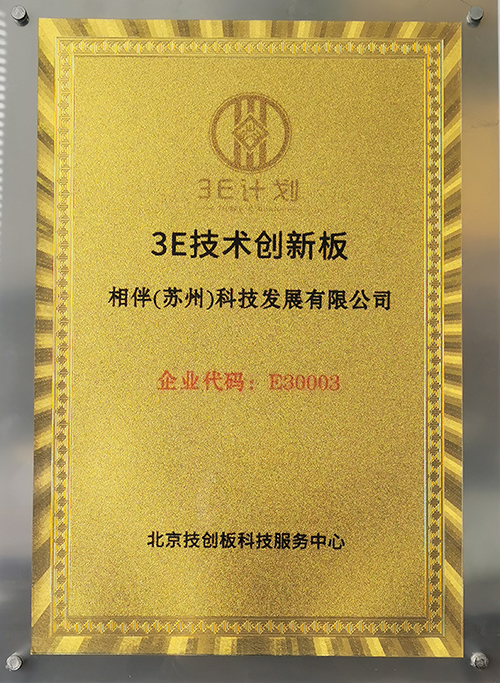 3E计划
3E技术创新板
相伴(苏州)科技发展有限公司
企业代码：E30003
北京技创板科技服务中心